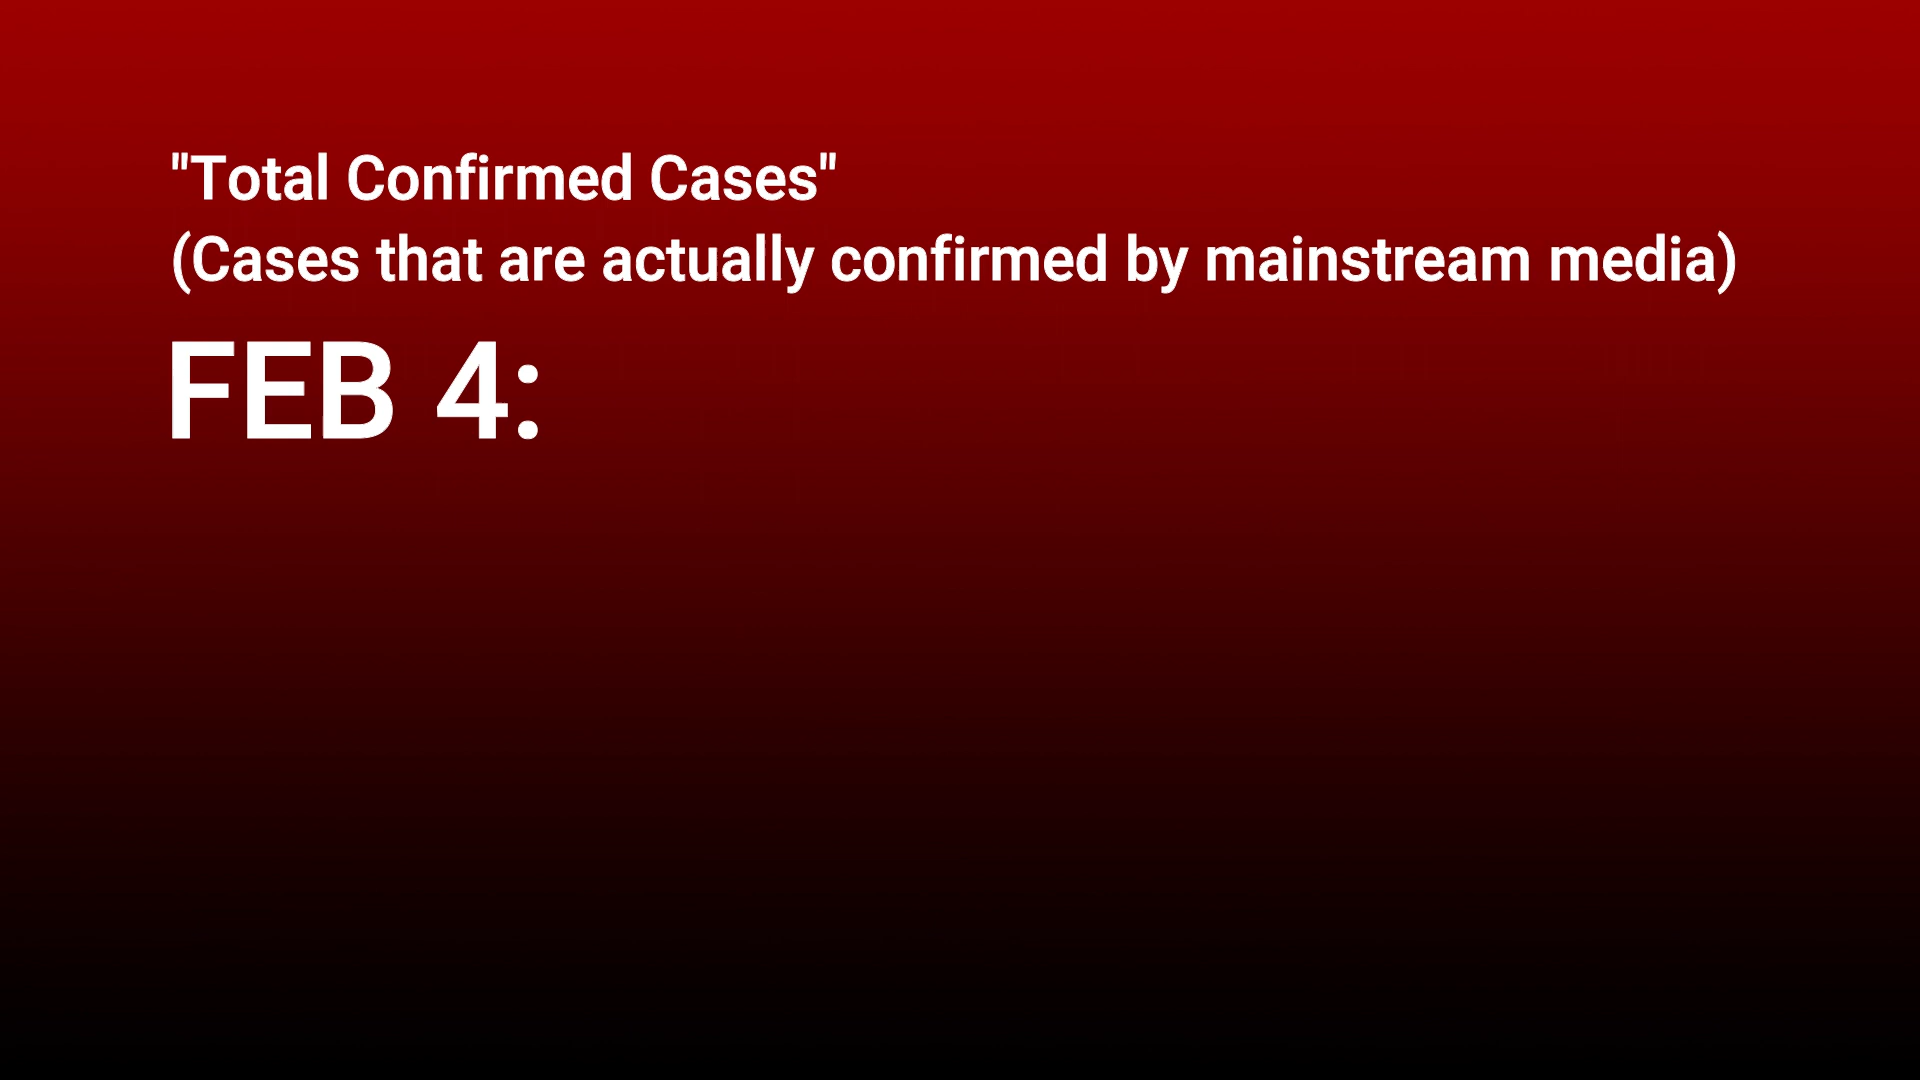 "Total Confirmed Cases"
(Cases that are actually confirmed by mainstream media)
FEB 4: